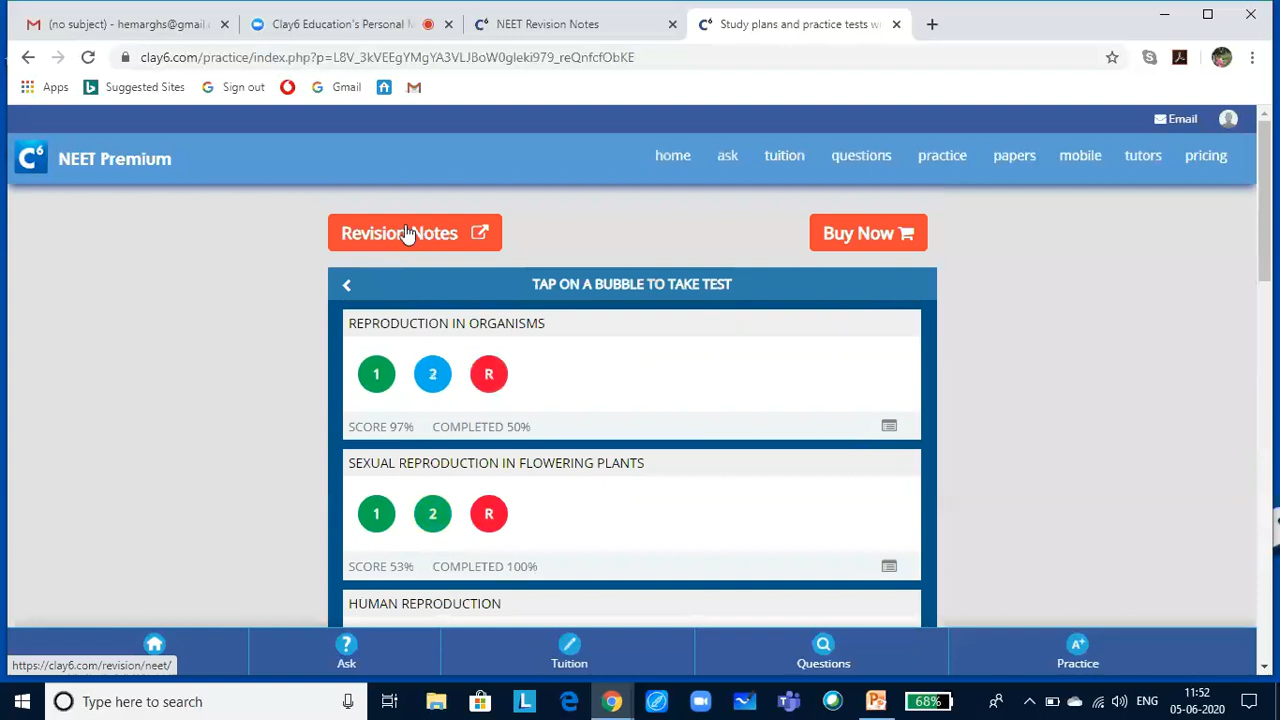 (no subject) - hemarghs@gmail.
Clay6 Education's Personal M
NEET Revision Notes
Study plans and practice tests w
clay6.com/practice/index.php?p=L8V_3kVEEgYMgYA3VLJBoW0gleki979_reQnfcfObKE
Apps Suggested Sites Sign out Gmail
Email
C6 NEET Premium
home ask tuition questions practice papers mobile tutors pricing
Revision Notes
Buy Now
TAP ON A BUBBLE TO TAKE TEST
REPRODUCTION IN ORGANISMS
1 2 R
SCORE 97% COMPLETED 50%
SEXUAL REPRODUCTION IN FLOWERING PLANTS
1 2 R
SCORE 53% COMPLETED 100%
HUMAN REPRODUCTION
https://clay6.com/revision/neet/
Ask Tuition Questions Practice
Type here to search
68%
ENG
11:52
05-06-2020